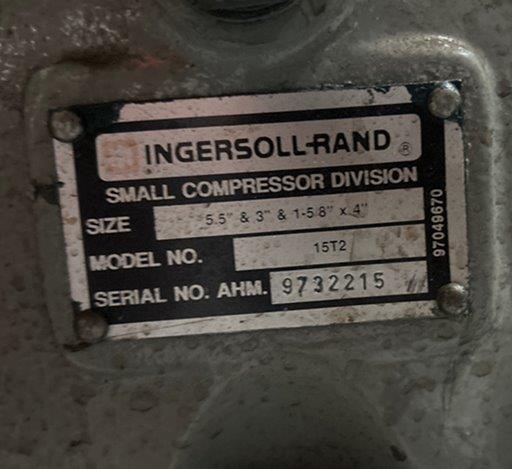 INGERSOLL-RAND ®
SMALL COMPRESSOR DIVISION
SIZE 5.5" & 3" & 1-5/8" x 4"
MODEL NO. 15T2
SERIAL NO. AHM. 9732215
97049670